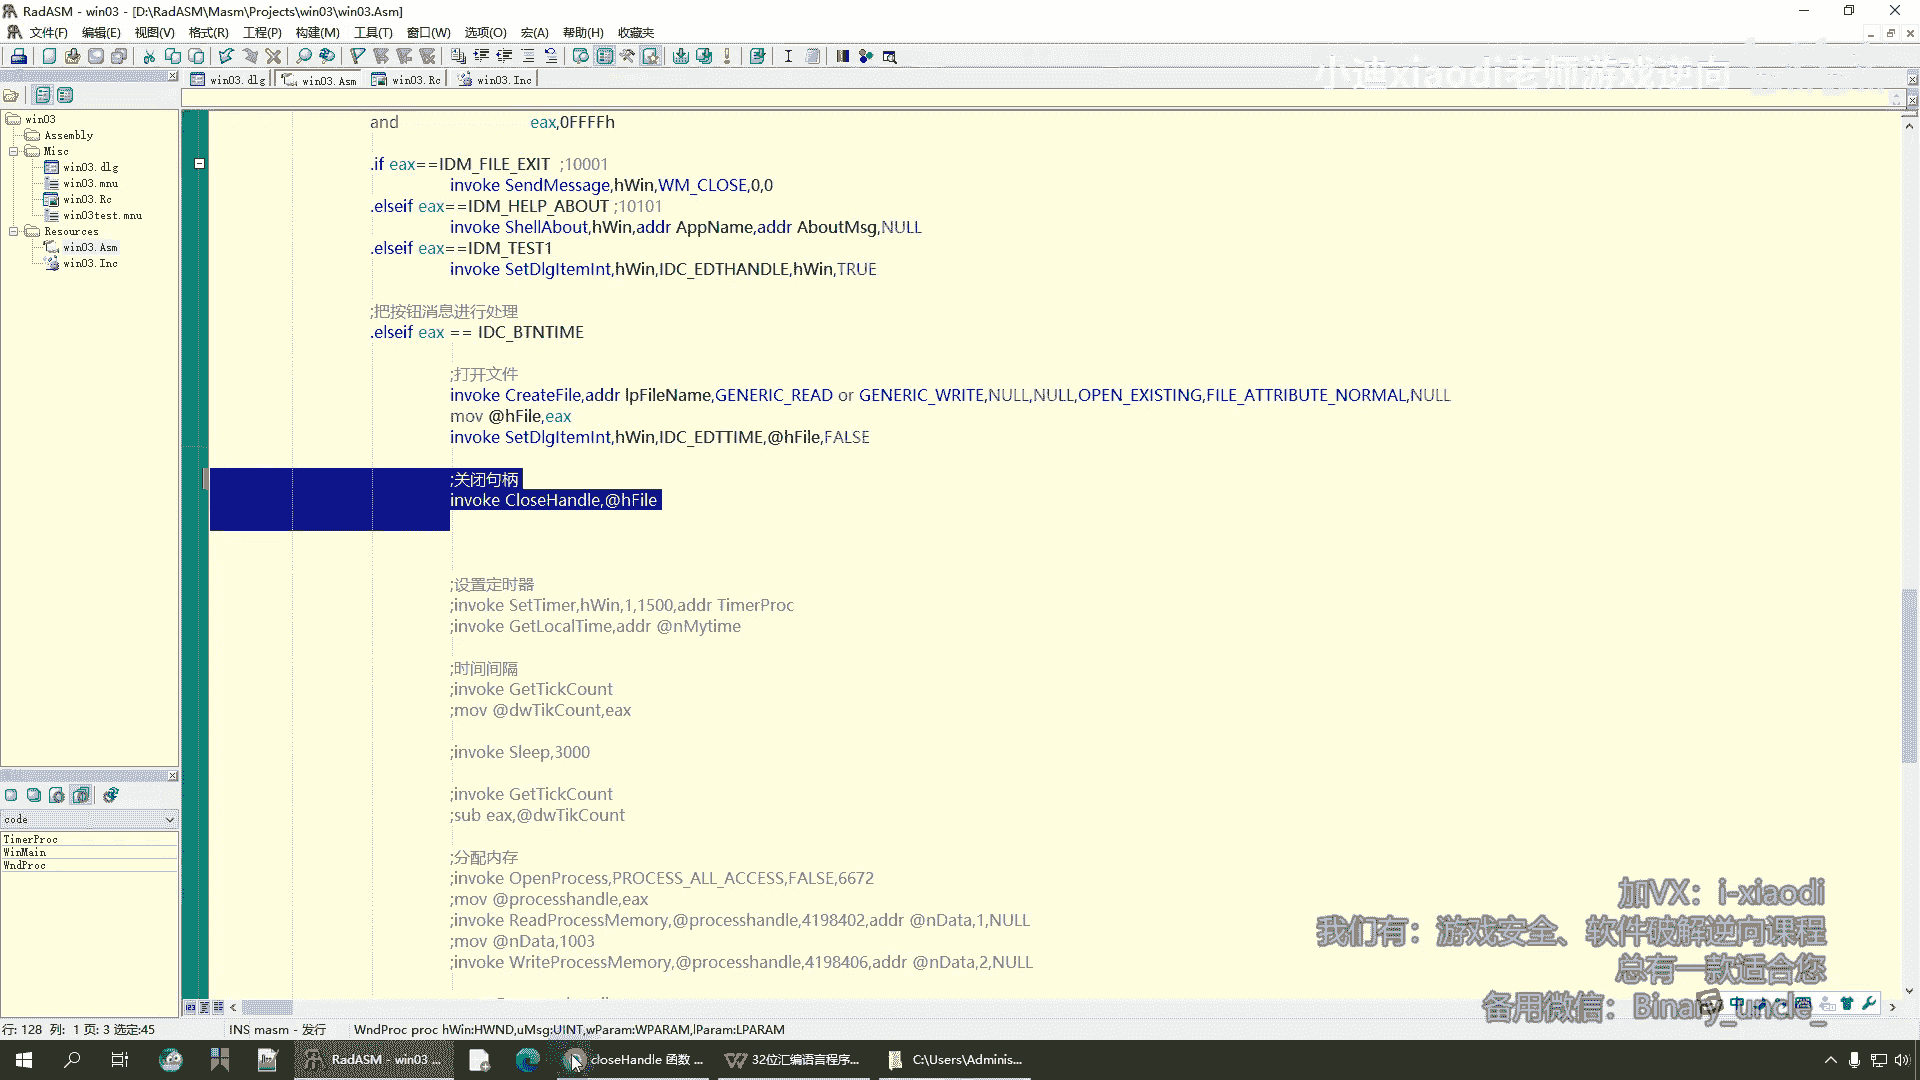 RadASM - win03 - [D:\RadASM\Masm\Projects\win03\win03.Asm]
文件(F) 编辑(E) 视图(V) 格式(R) 工程(P) 构建(M) 工具(T) 窗口(W) 选项(O) 宏(A) 帮助(H) 收藏夹
小迪xiaodi老师游戏逆向
win03.dlg win03.Asm win03.Rc win03.Inc
win03
Assembly
Misc
win03.dlg
win03.mnu
win03.Rc
win03test.mnu
Resources
win03.Asm
win03.Inc
code
TimerProc
WinMain
WndProc
and eax,0FFFFh
.if eax==IDM_FILE_EXIT ;10001
invoke SendMessage,hWin,WM_CLOSE,0,0
.elseif eax==IDM_HELP_ABOUT ;10101
invoke ShellAbout,hWin,addr AppName,addr AboutMsg,NULL
.elseif eax==IDM_TEST1
invoke SetDlgItemInt,hWin,IDC_EDTHANDLE,hWin,TRUE
;把按钮消息进行处理
.elseif eax == IDC_BTNTIME
;打开文件
invoke CreateFile,addr lpFileName,GENERIC_READ or GENERIC_WRITE,NULL,NULL,OPEN_EXISTING,FILE_ATTRIBUTE_NORMAL,NULL
mov @hFile,eax
invoke SetDlgItemInt,hWin,IDC_EDTTIME,@hFile,FALSE
;关闭句柄
invoke CloseHandle,@hFile
;设置定时器
;invoke SetTimer,hWin,1,1500,addr TimerProc
;invoke GetLocalTime,addr @nMytime
;时间间隔
;invoke GetTickCount
;mov @dwTikCount,eax
;invoke Sleep,3000
;invoke GetTickCount
;sub eax,@dwTikCount
;分配内存
;invoke OpenProcess,PROCESS_ALL_ACCESS,FALSE,6672
;mov @processhandle,eax
;invoke ReadProcessMemory,@processhandle,4198402,addr @nData,1,NULL
;mov @nData,1003
;invoke WriteProcessMemory,@processhandle,4198406,addr @nData,2,NULL
加VX：i-xiaodi
我们有：游戏安全、软件破解逆向课程
总有一款适合您
备用微信：Binary_uncle_
行: 128 列: 1 页: 3 选定:45 INS masm - 发行 WndProc proc hWin:HWND,uMsg:UINT,wParam:WPARAM,lParam:LPARAM
RadASM - win03 ... closeHandle 函数 ... 32位汇编语言程序... C:\Users\Adminis...